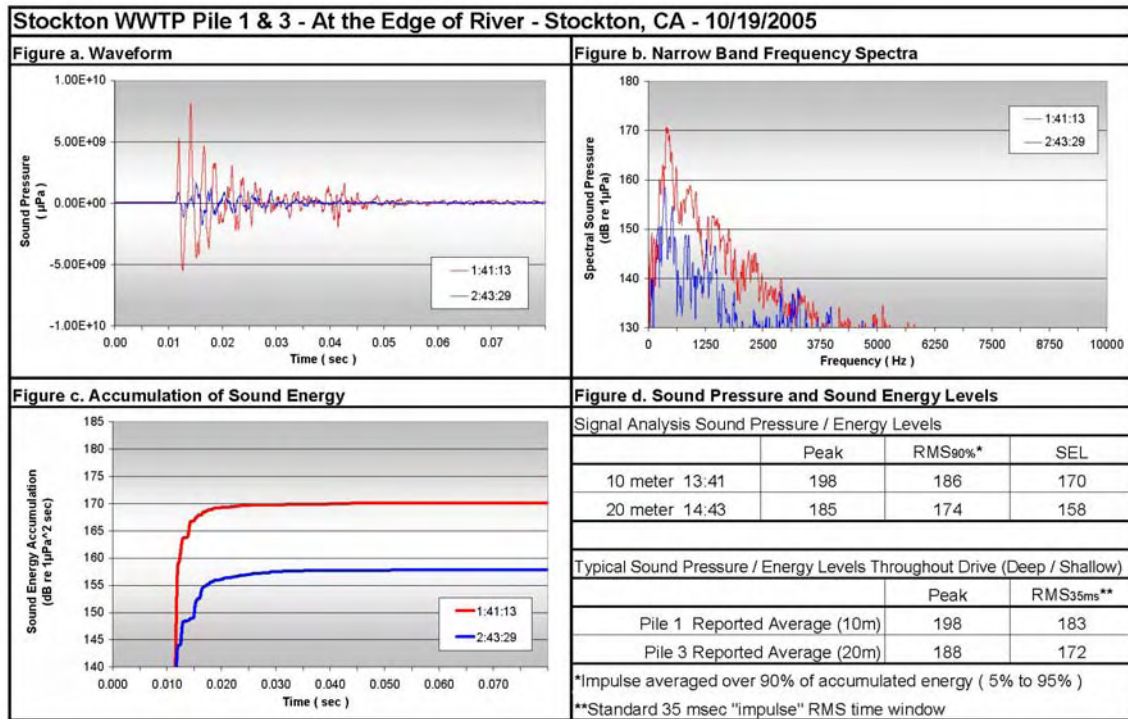 Stockton WWTP Pile 1 & 3 - At the Edge of River - Stockton, CA - 10/19/2005
Figure a. Waveform
1.00E+10
5.00E+09
0.00E+00
-5.00E+09
-1.00E+10
Sound Pressure
( µPa )
0.00 0.01 0.02 0.03 0.04 0.05 0.06 0.07
Time ( sec )
1:41:13
2:43:29
Figure b. Narrow Band Frequency Spectra
180
170
160
150
140
130
Spectral Sound Pressure
(dB re 1µPa)
0 1250 2500 3750 5000 6250 7500 8750 10000
Frequency ( Hz )
1:41:13
2:43:29
Figure c. Accumulation of Sound Energy
185
180
175
170
165
160
155
150
145
140
Sound Energy Accumulation
(dB re 1µPa^2 sec)
0.000 0.010 0.020 0.030 0.040 0.050 0.060 0.070
Time ( sec )
1:41:13
2:43:29
Figure d. Sound Pressure and Sound Energy Levels
Signal Analysis Sound Pressure / Energy Levels
Peak RMS90%* SEL
10 meter 13:41 198 186 170
20 meter 14:43 185 174 158
Typical Sound Pressure / Energy Levels Throughout Drive (Deep / Shallow)
Peak RMS35ms**
Pile 1 Reported Average (10m) 198 183
Pile 3 Reported Average (20m) 188 172
*Impulse averaged over 90% of accumulated energy ( 5% to 95% )
**Standard 35 msec "impulse" RMS time window